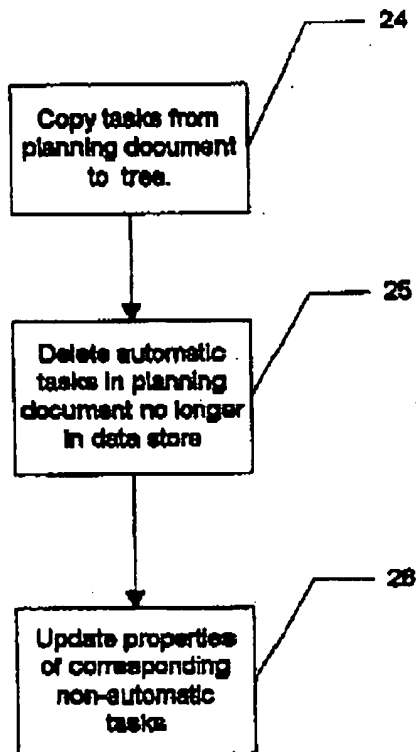 24
Copy tasks from
planning document
to tree.
25
Delete automatic
tasks in planning
document no longer
in data store
26
Update properties
of corresponding
non-automatic
tasks